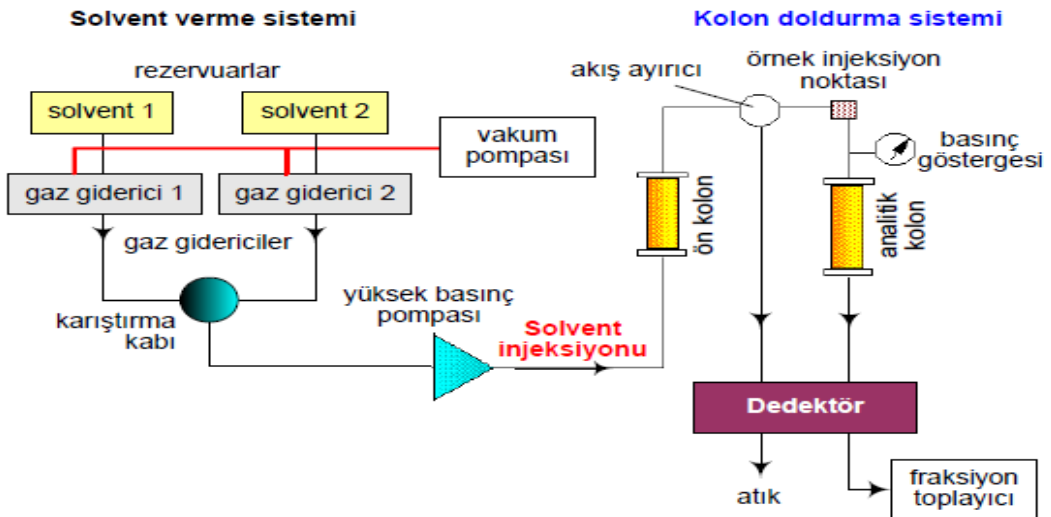 Solvent verme sistemi
Kolon doldurma sistemi
rezervuarlar
solvent 1
solvent 2
vakum
pompası
gaz giderici 1
gaz giderici 2
gaz gidericiler
karıştırma
kabı
yüksek basınç
pompası
Solvent
injeksiyonu
akış ayırıcı
örnek injeksiyon
noktası
basınç
göstergesi
ön kolon
analitik
kolon
Dedektör
atık
fraksiyon
toplayıcı